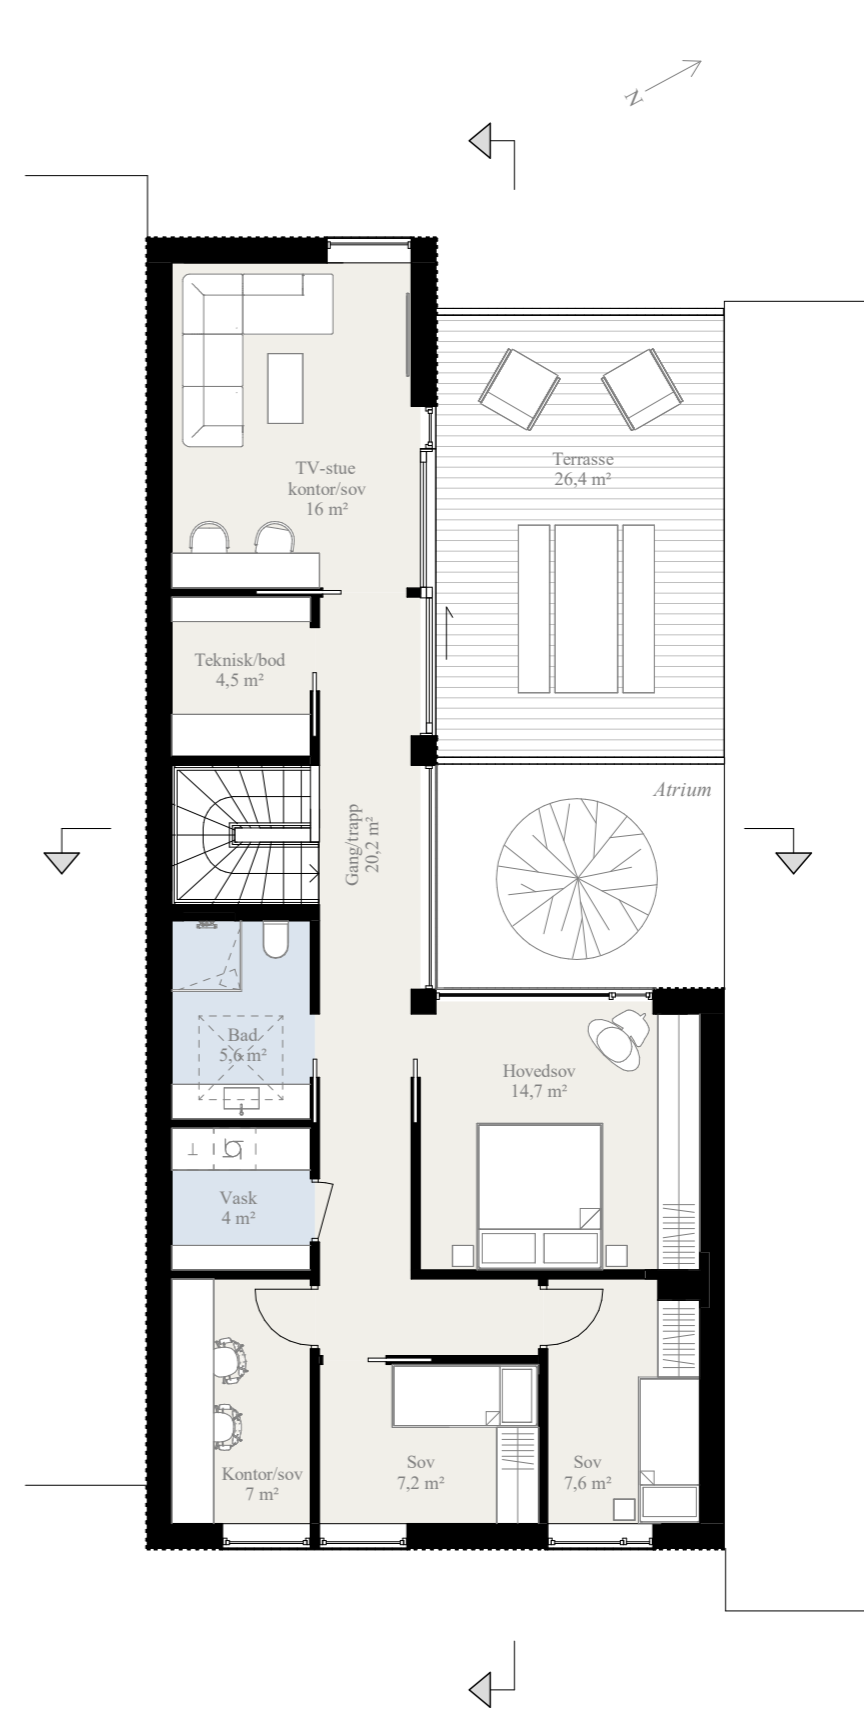 N
TV-stue
kontor/sov
16 m²
Terrasse
26,4 m²
Teknisk/bod
4,5 m²
Atrium
Gang/trapp
20,2 m²
Bad
5,6 m²
Hovedsov
14,7 m²
Vask
4 m²
Kontor/sov
7 m²
Sov
7,2 m²
Sov
7,6 m²